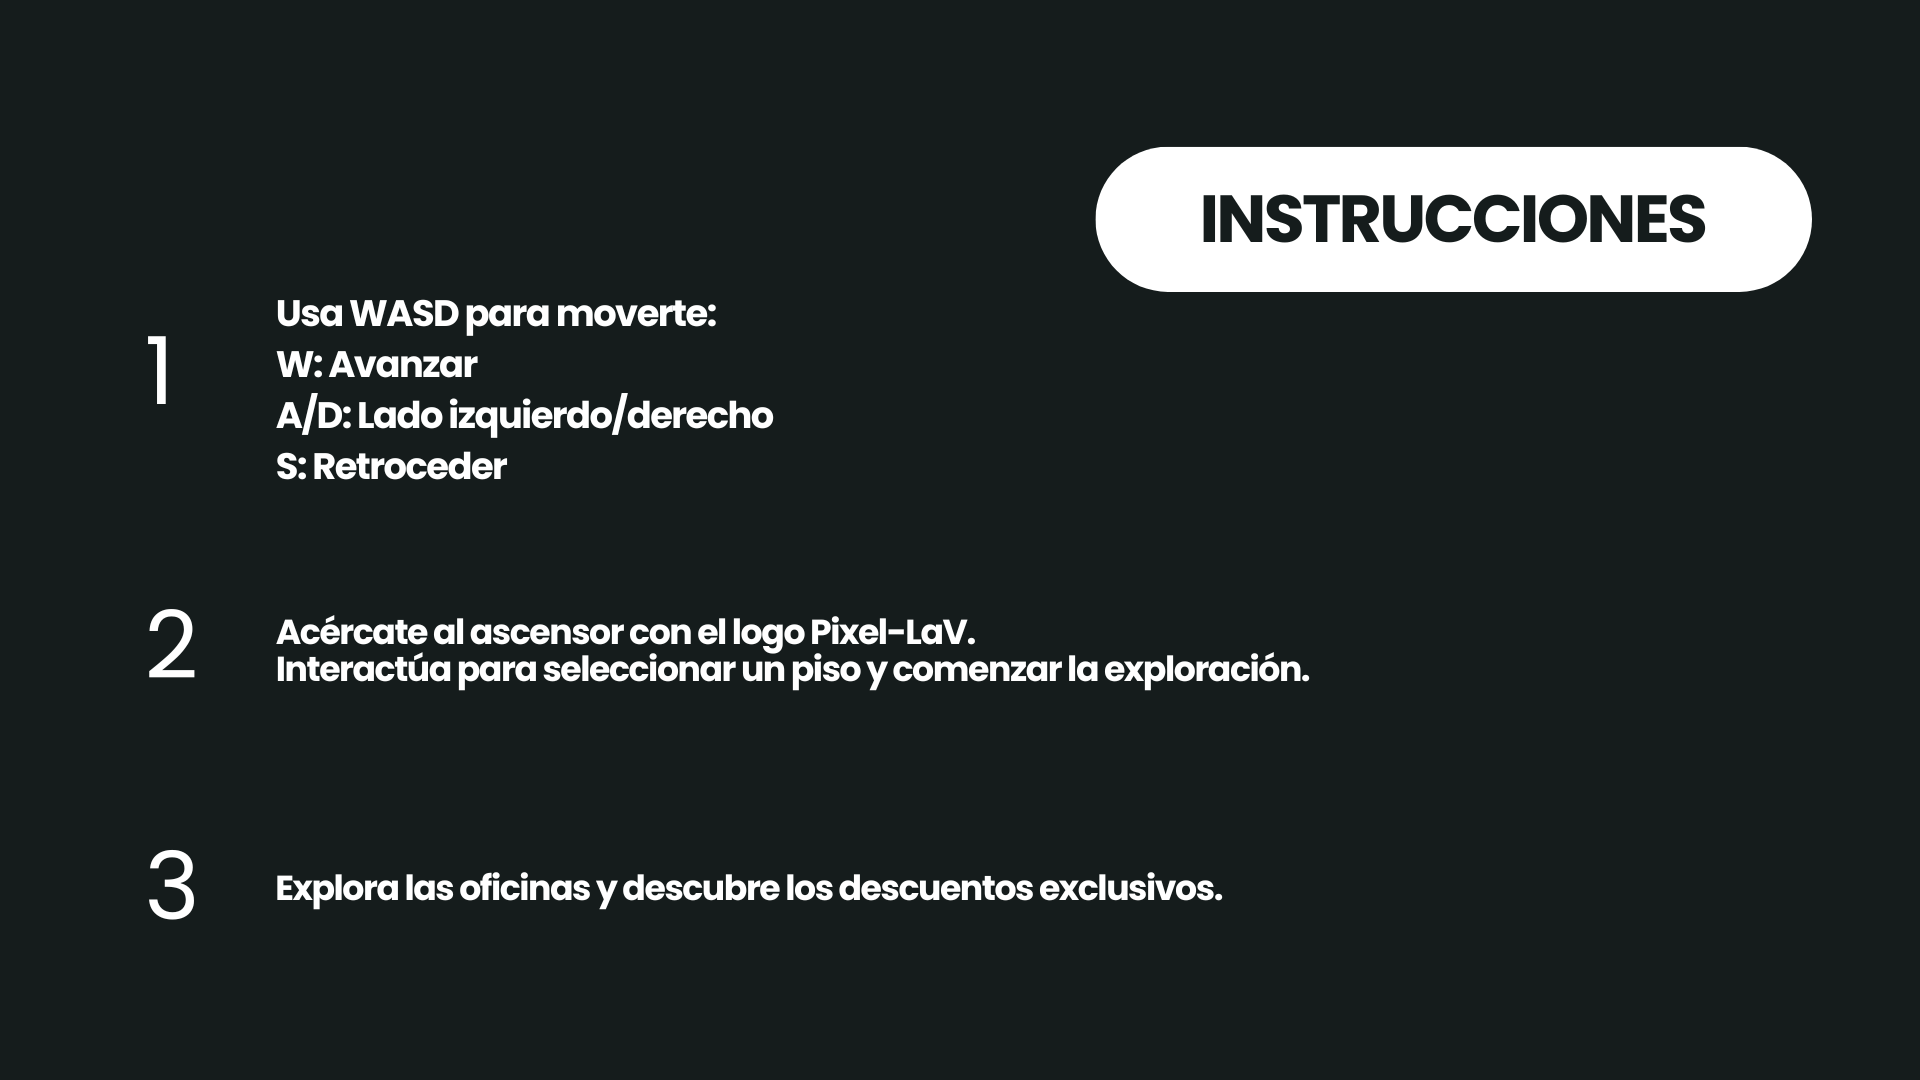 INSTRUCCIONES
1
Usa WASD para moverte:
W: Avanzar
A/D: Lado izquierdo/derecho
S: Retroceder
2
Acércate al ascensor con el logo Pixel-LaV.
Interactúa para seleccionar un piso y comenzar la exploración.
3
Explora las oficinas y descubre los descuentos exclusivos.